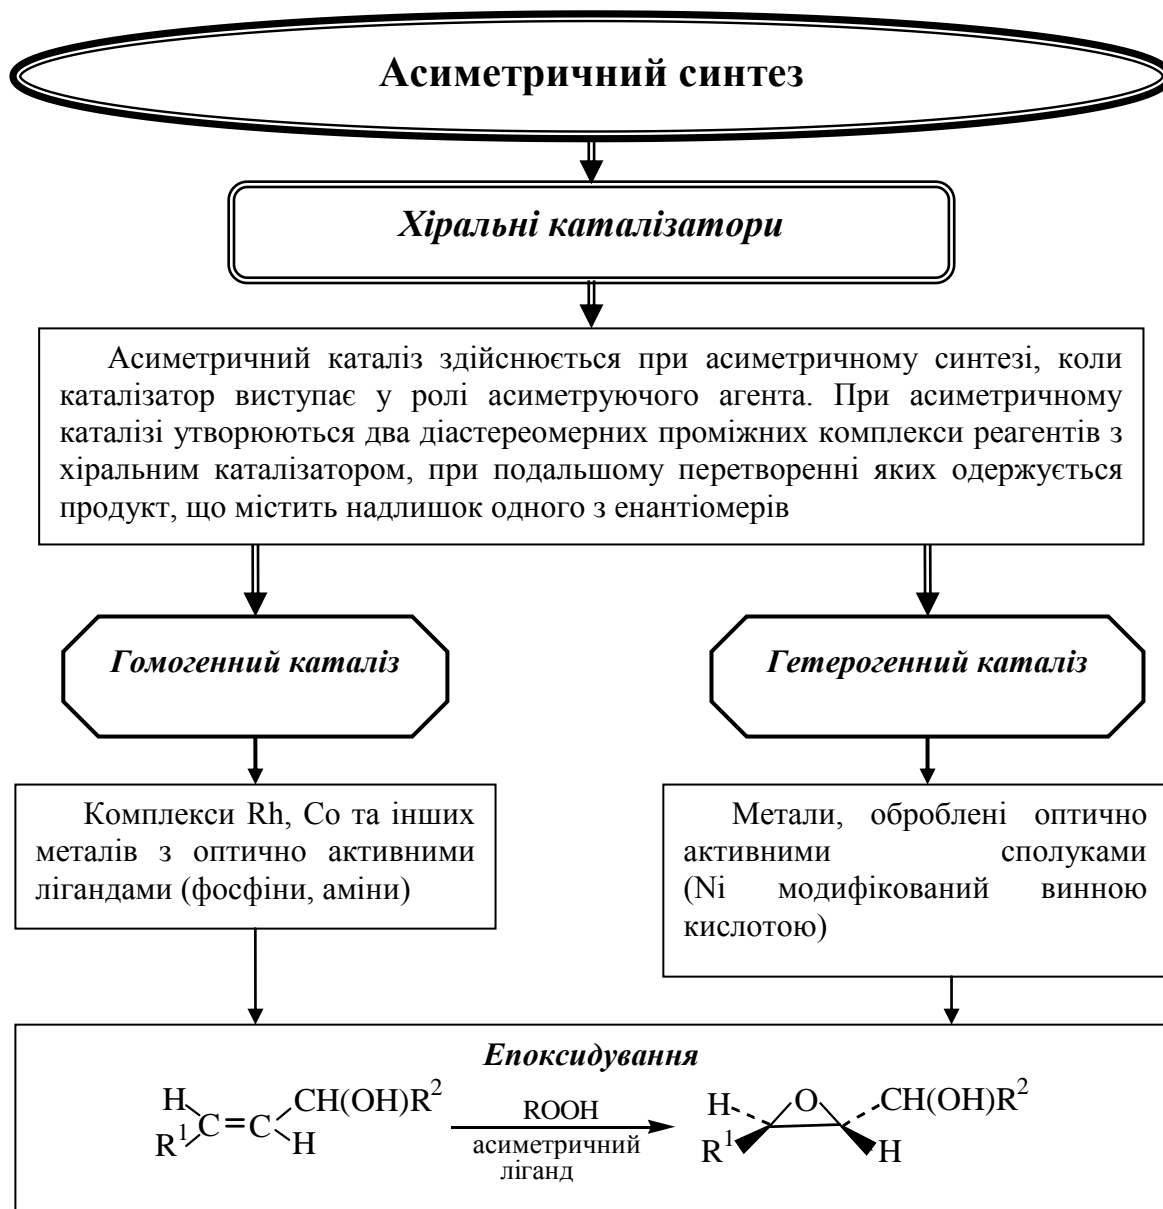 Асиметричний синтез
Хіральні каталізатори
Асиметричний каталіз здійснюється при асиметричному синтезі, коли
каталізатор виступає у ролі асиметруючого агента. При асиметричному
каталізі утворюються два діастереомерних проміжних комплекси реагентів з
хіральним каталізатором, при подальшому перетворенні яких одержується
продукт, що містить надлишок одного з енантіомерів
Гомогенний каталіз
Гетерогенний каталіз
Комплекси Rh, Co та інших
металів з оптично активними
лігандами (фосфіни, аміни)
Метали, оброблені оптично
активними сполуками
(Ni модифікований винною
кислотою)
Епоксидування
H
CH(OH)R²
C=C
R¹
H
ROOH
асиметричний
ліганд
H
O
CH(OH)R²
R¹
H